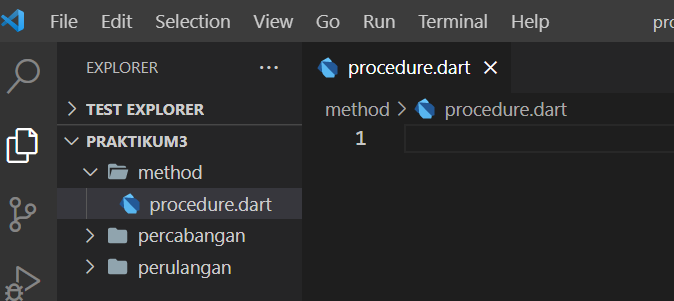 File Edit Selection View Go Run Terminal Help pro
EXPLORER ···
procedure.dart ×
TEST EXPLORER
method > procedure.dart
PRAKTIKUM3
1
method
procedure.dart
percabangan
perulangan